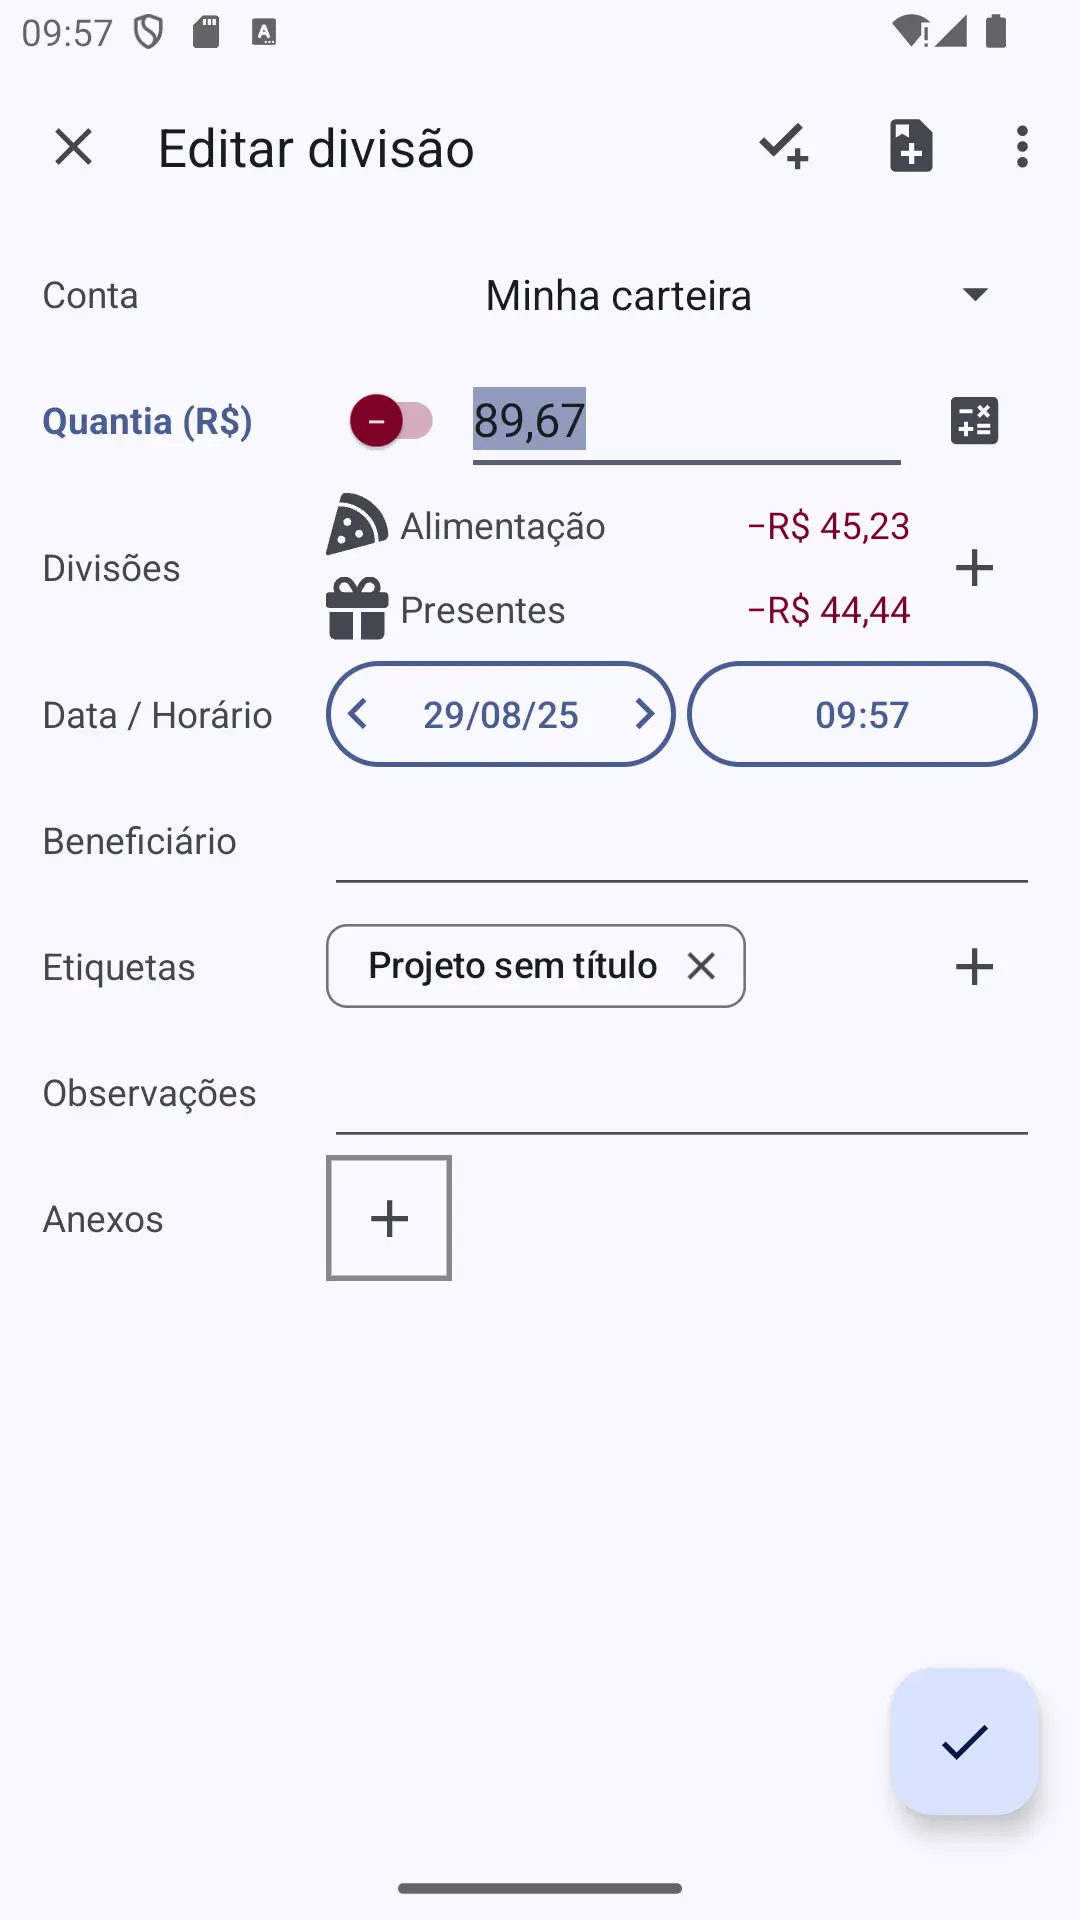 09:57
Editar divisão
Conta
Minha carteira
Quantia (R$)
89,67
Divisões
Alimentação
−R$ 45,23
Presentes
−R$ 44,44
Data / Horário
29/08/25
09:57
Beneficiário
Etiquetas
Projeto sem título
Observações
Anexos